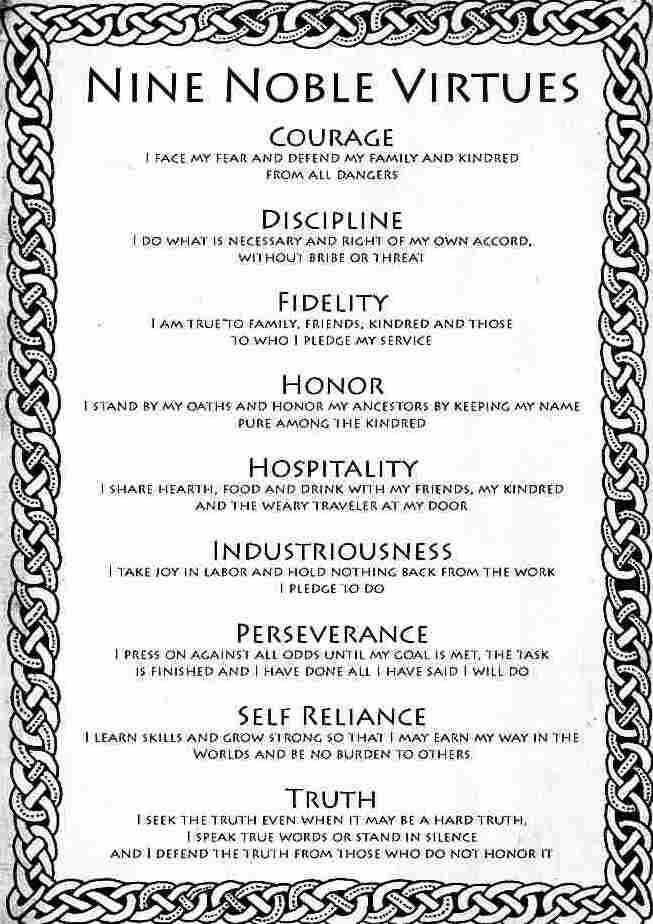 NINE NOBLE VIRTUES
COURAGE
I FACE MY FEAR AND DEFEND MY FAMILY AND KINDRED
FROM ALL DANGERS
DISCIPLINE
I DO WHAT IS NECESSARY AND RIGHT OF MY OWN ACCORD,
WITHOUT BRIBE OR THREAT
FIDELITY
I AM TRUE TO FAMILY, FRIENDS, KINDRED AND THOSE
TO WHO I PLEDGE MY SERVICE
HONOR
I STAND BY MY OATHS AND HONOR MY ANCESTORS BY KEEPING MY NAME
PURE AMONG THE KINDRED
HOSPITALITY
I SHARE HEARTH, FOOD AND DRINK WITH MY FRIENDS, MY KINDRED
AND THE WEARY TRAVELER AT MY DOOR
INDUSTRIOUSNESS
I TAKE JOY IN LABOR AND HOLD NOTHING BACK FROM THE WORK
I PLEDGE TO DO
PERSEVERANCE
I PRESS ON AGAINST ALL ODDS UNTIL MY GOAL IS MET, THE TASK
IS FINISHED AND I HAVE DONE ALL I HAVE SAID I WILL DO
SELF RELIANCE
I LEARN SKILLS AND GROW STRONG SO THAT I MAY EARN MY WAY IN THE
WORLDS AND BE NO BURDEN TO OTHERS
TRUTH
I SEEK THE TRUTH EVEN WHEN IT MAY BE A HARD TRUTH,
I SPEAK TRUE WORDS OR STAND IN SILENCE
AND I DEFEND THE TRUTH FROM THOSE WHO DO NOT HONOR IT